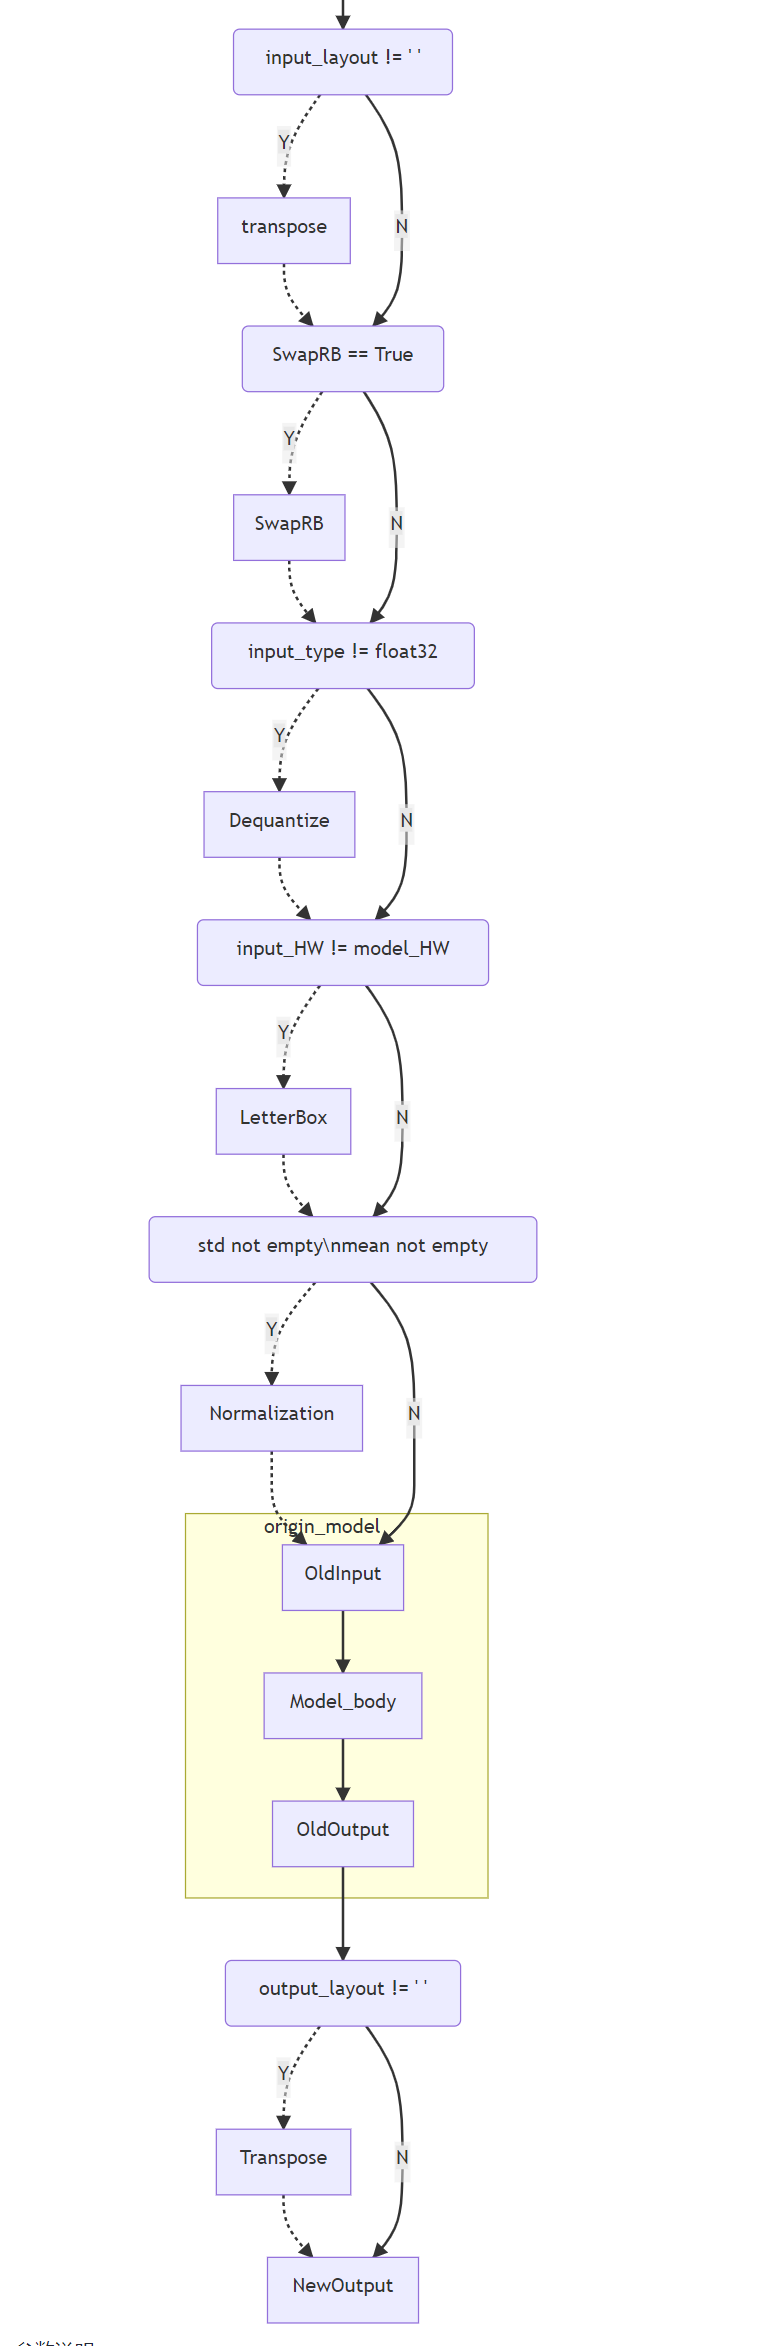 input_layout != ' '
Y
transpose
N
SwapRB == True
Y
SwapRB
N
input_type != float32
Y
Dequantize
N
input_HW != model_HW
Y
LetterBox
N
std not empty\nmean not empty
Y
Normalization
N
origin_model
OldInput
Model_body
OldOutput
output_layout != ' '
Y
Transpose
N
NewOutput